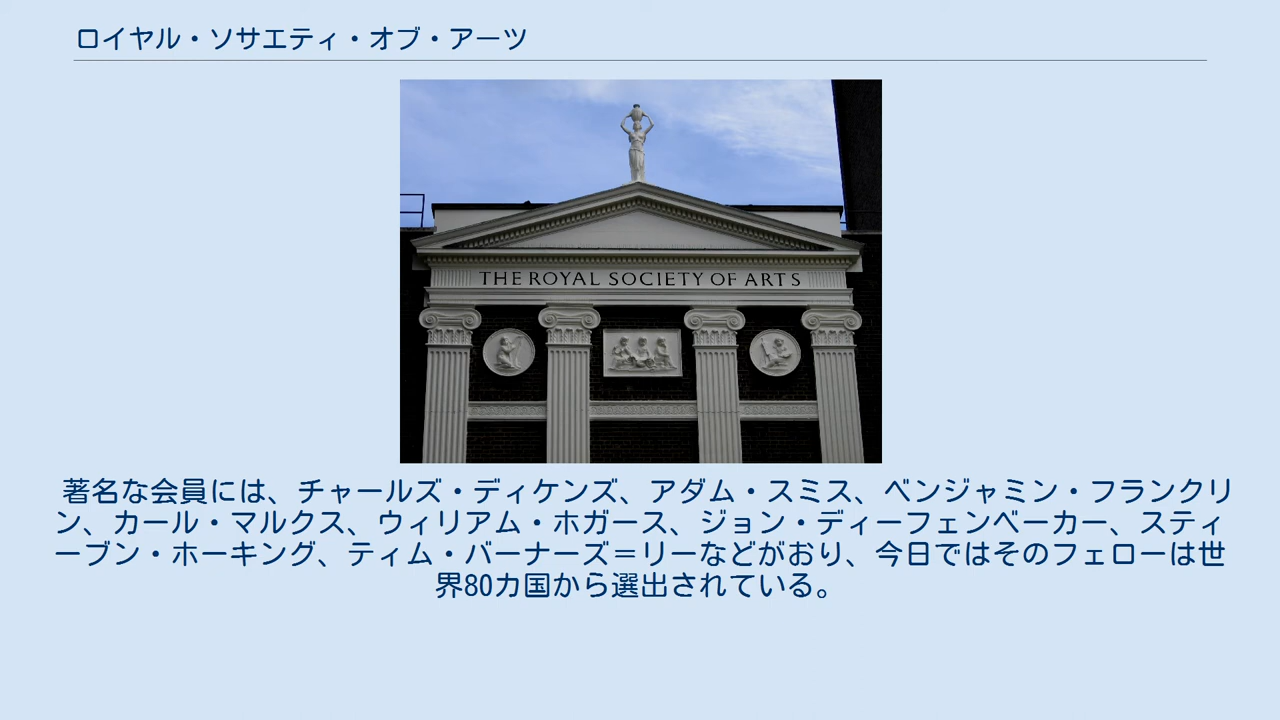 ロイヤル・ソサエティ・オブ・アーツ
THE ROYAL SOCIETY OF ARTS
著名な会員には、チャールズ・ディケンズ、アダム・スミス、ベンジャミン・フランクリ
ン、カール・マルクス、ウィリアム・ホガース、ジョン・ディーフェンベーカー、スティ
ーブン・ホーキング、ティム・バーナーズ＝リーなどがおり、今日ではそのフェローは世
界80カ国から選出されている。